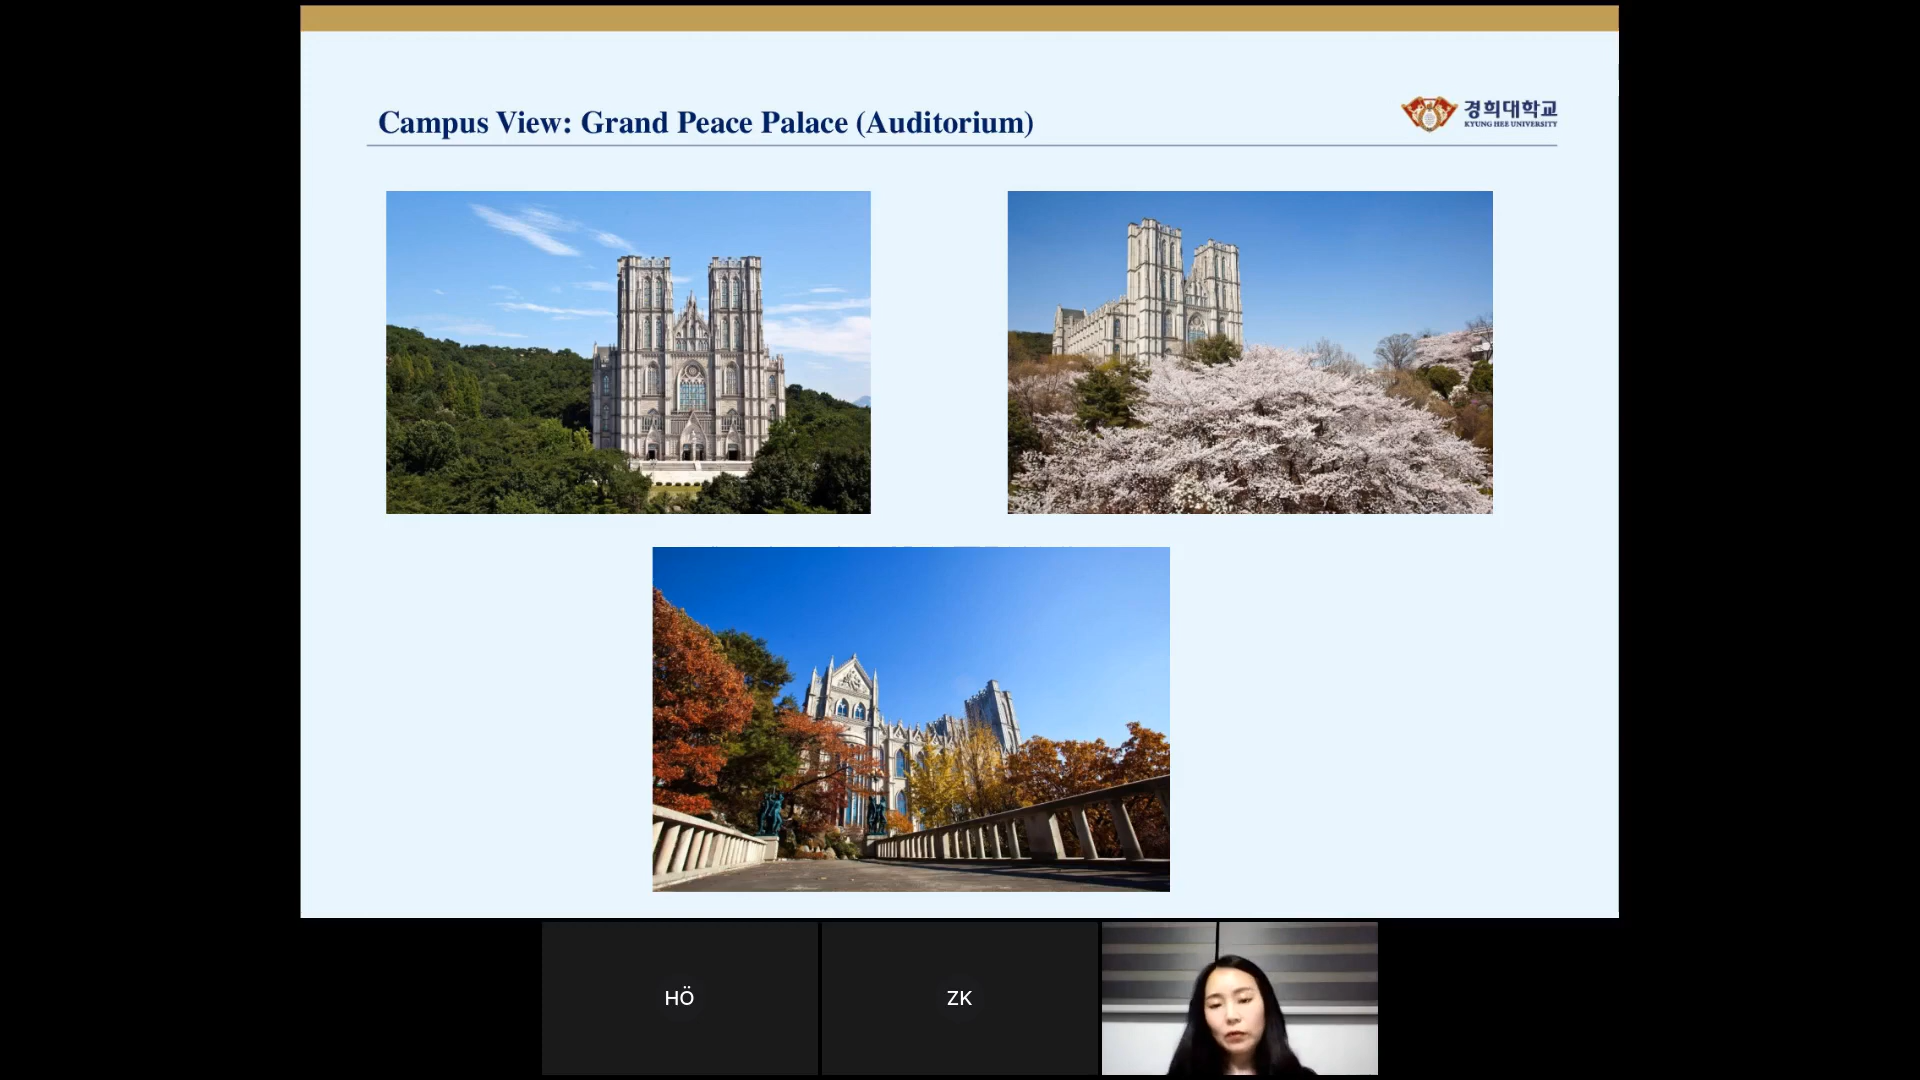 Campus View: Grand Peace Palace (Auditorium)
경희대학교
KYUNG HEE UNIVERSITY
HÖ
ZK